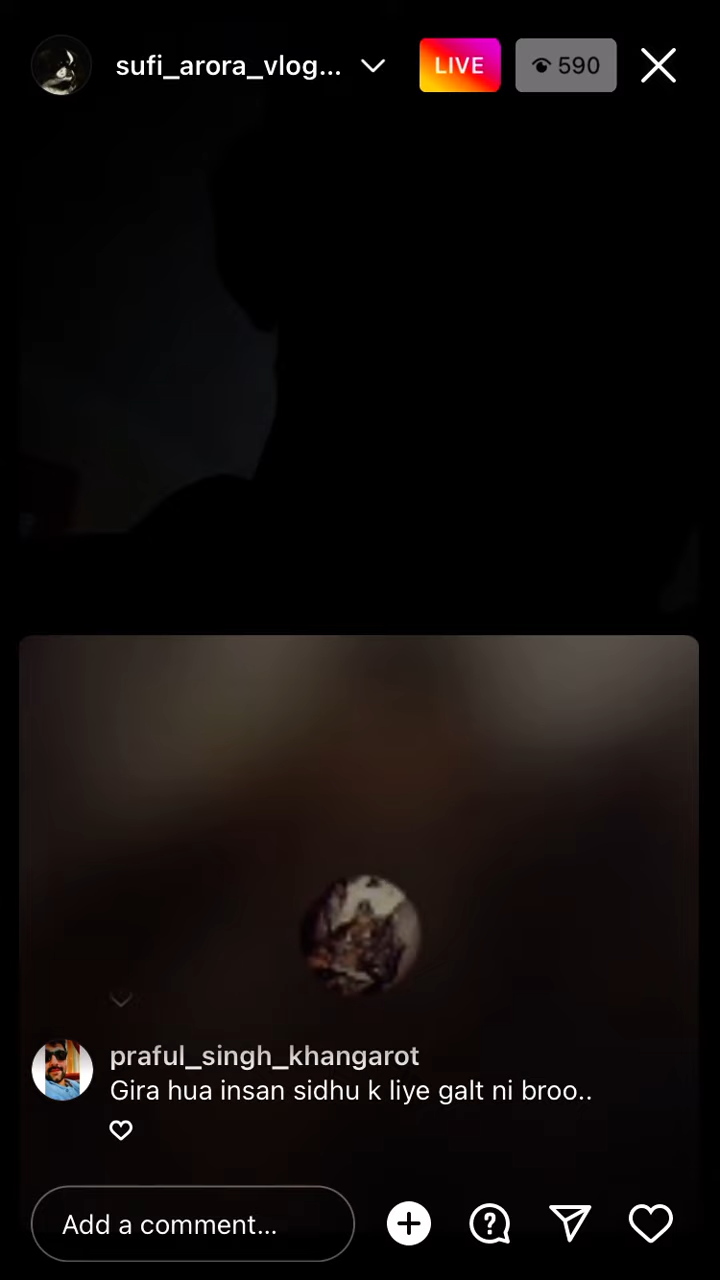 sufi_arora_vlog...
LIVE
590
praful_singh_khangarot
Gira hua insan sidhu k liye galt ni broo..
Add a comment...